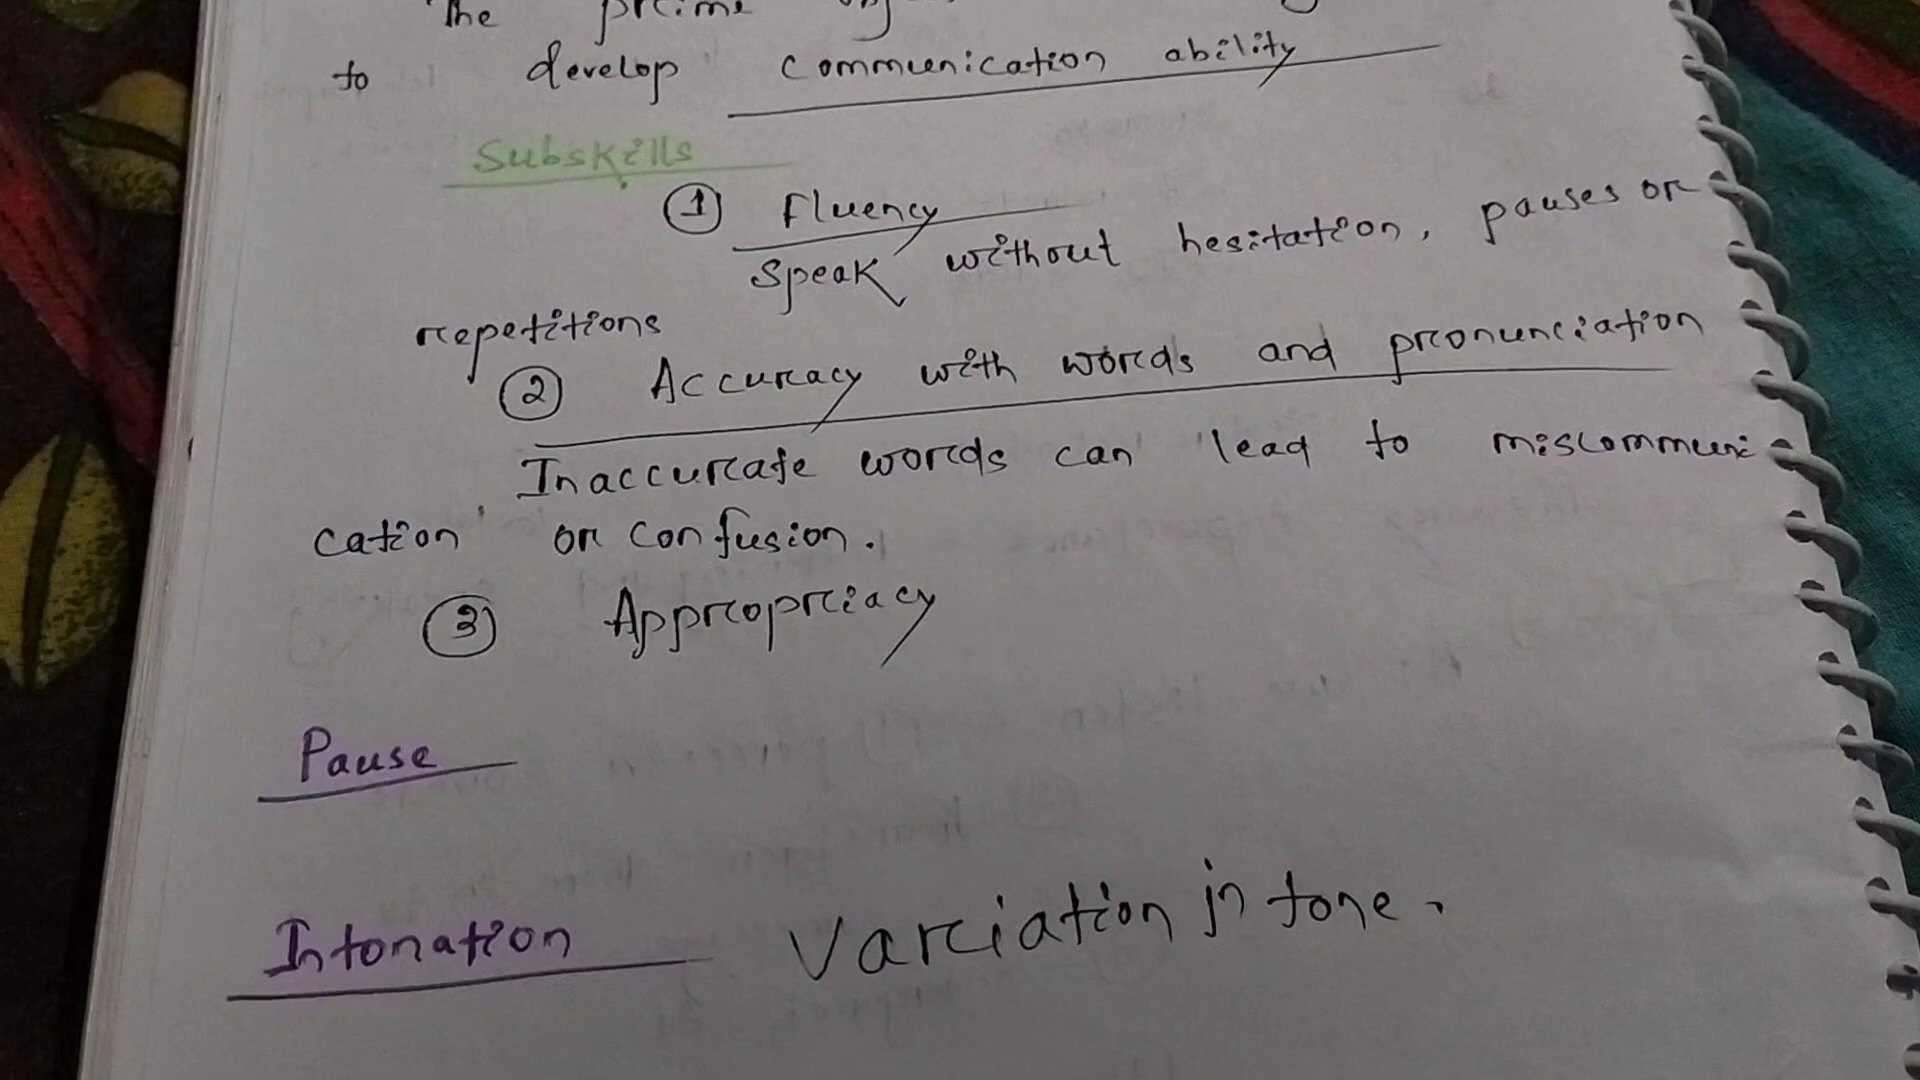 The prime
to develop communication ability
Subskills
① Fluency
Speak without hesitation, pauses or
repetitions
② Accuracy with words and pronunciation
Inaccurate words can lead to miscommuni
cation or confusion.
③ Appropriacy
Pause
Intonation Variation in tone.